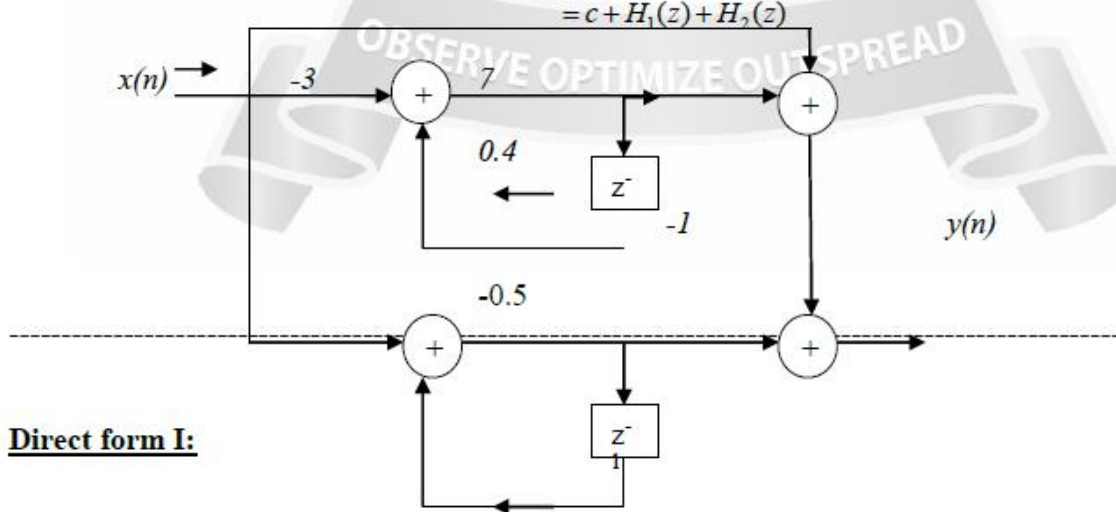 = c + H₁(z) + H₂(z)
OBSERVE OPTIMIZE OUTSPREAD
x(n)
-3
+
7
+
0.4
z-
-1
y(n)
-0.5
+
+
Direct form I:
z-
1